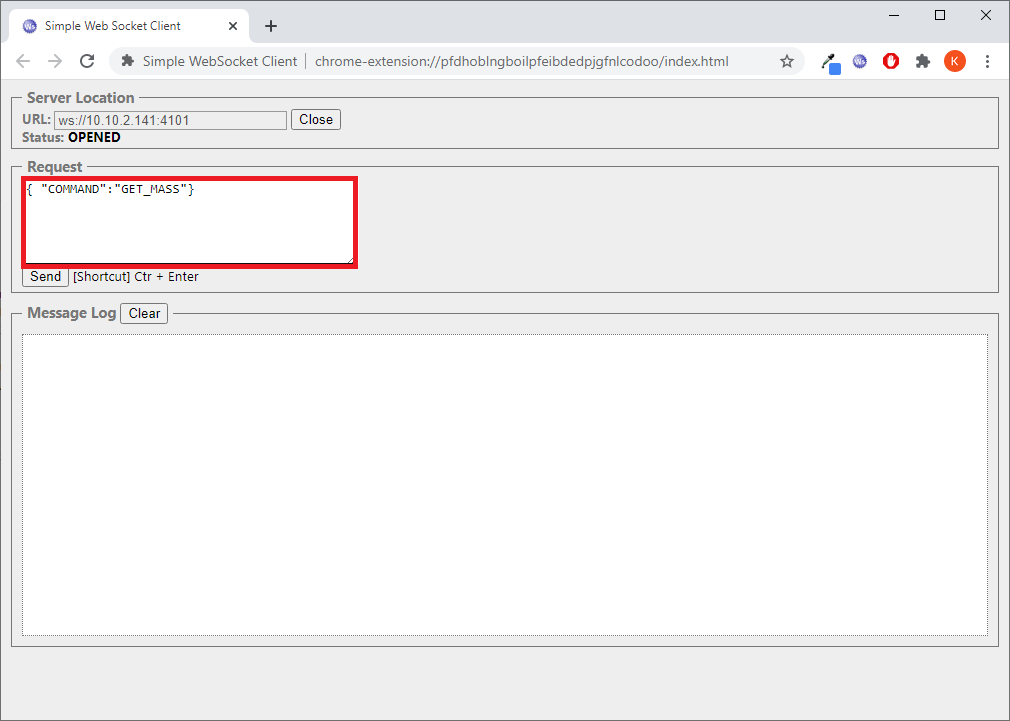 Simple Web Socket Client
Simple WebSocket Client chrome-extension://pfdhoblngboilpfeibdedpjgfnlcodoo/index.html
K
Server Location
URL: ws://10.10.2.141:4101 Close
Status: OPENED
Request
{ "COMMAND":"GET_MASS"}
Send [Shortcut] Ctr + Enter
Message Log Clear